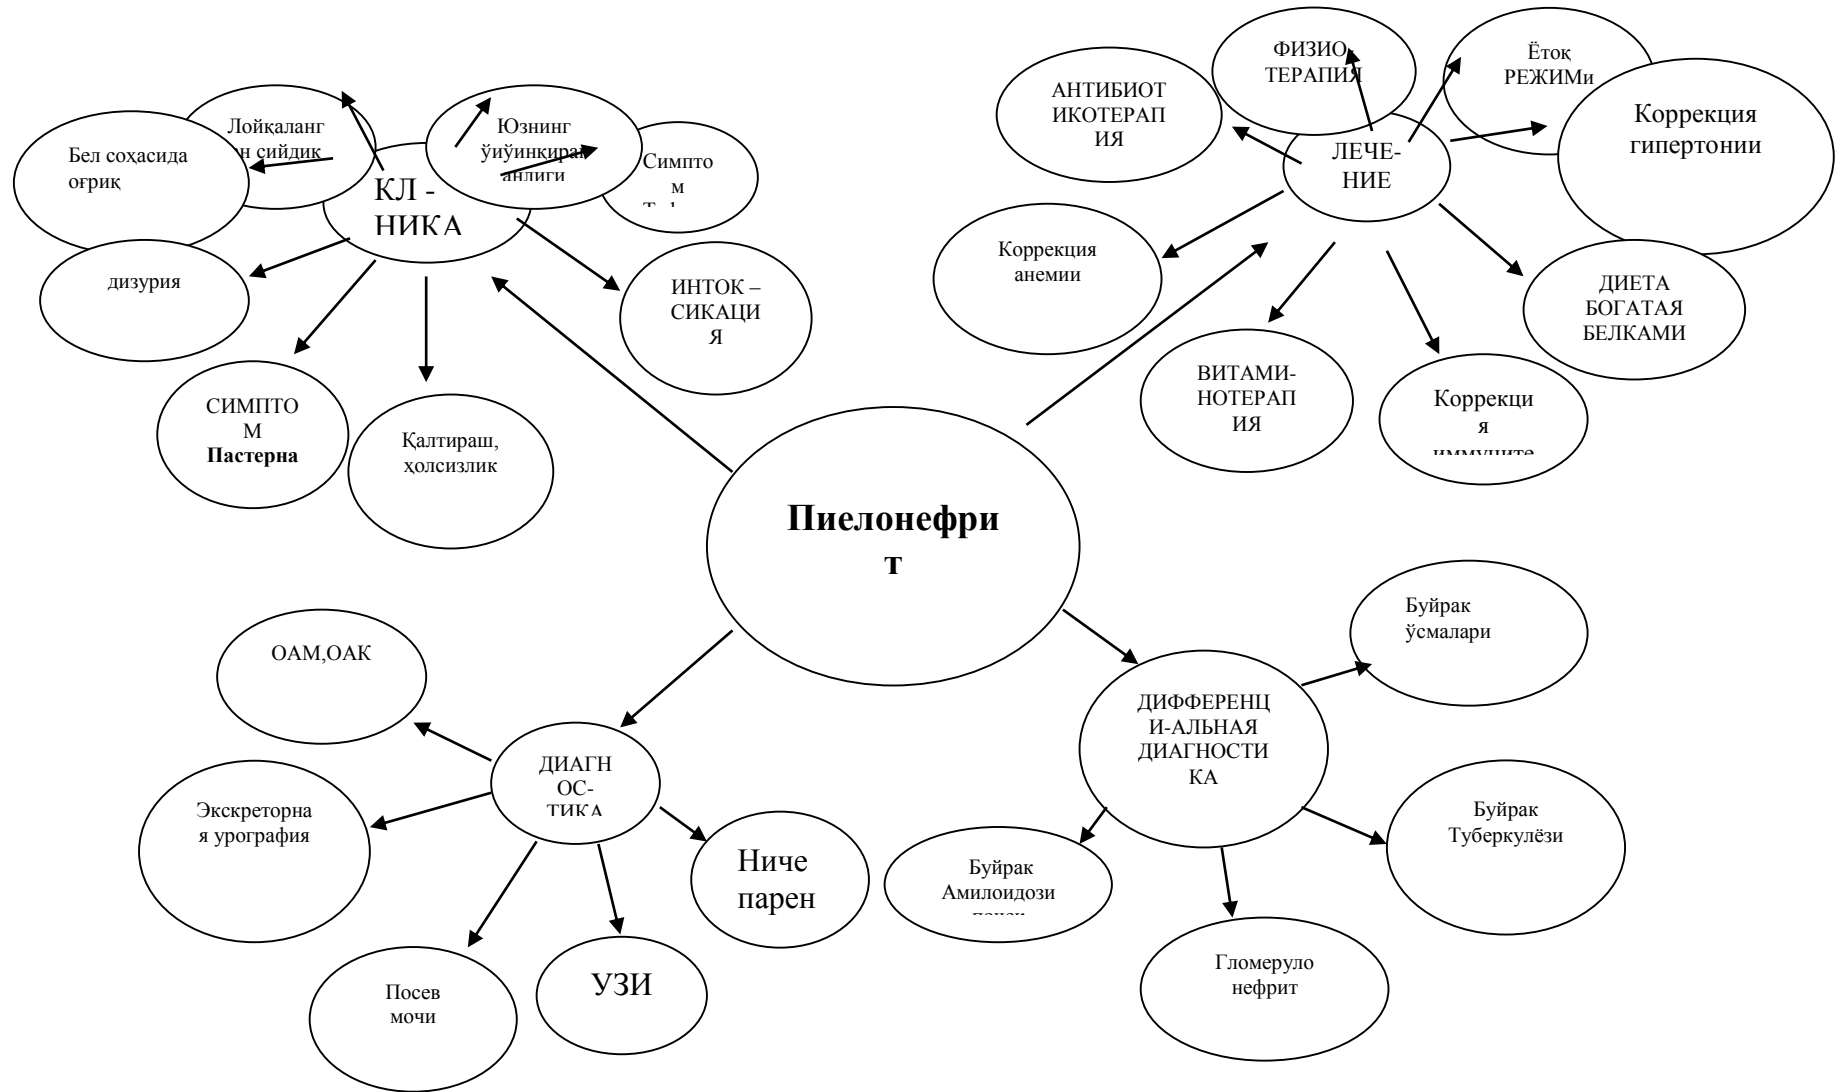 Бел соҳасида
оғриқ
Лойқаланг
н сийдик
КЛ -
НИКА
Юзнинг
Симпто
м
дизурия
ИНТОК –
СИКАЦИ
Я
СИМПТО
М
Пастерна
Қалтираш,
ҳолсизлик
АНТИБИОТ
ИКОТЕРАП
ИЯ
ФИЗИО-
ТЕРАПИЯ
Ётоқ
РЕЖИМи
Коррекция
гипертонии
ЛЕЧЕ-
НИЕ
Коррекция
анемии
ВИТАМИ-
НОТЕРАП
ИЯ
Коррекци
я
иммуните
ДИЕТА
БОГАТАЯ
БЕЛКАМИ
Пиелонефри
т
ОАМ,ОАК
ДИАГН
ОС-
ТИКА
Экскреторна
я урография
Посев
мочи
УЗИ
Ниче
парен
ДИФФЕРЕНЦ
И-АЛЬНАЯ
ДИАГНОСТИ
КА
Буйрак
ўсмалари
Буйрак
Туберкулёзи
Буйрак
Амилоидози
Гломеруло
нефрит